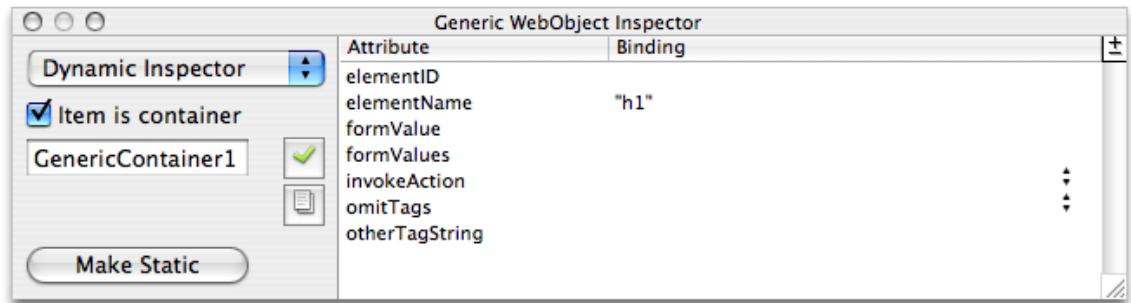 Generic WebObject Inspector
Dynamic Inspector
Item is container
GenericContainer1
Make Static
Attribute Binding
elementID
elementName "h1"
formValue
formValues
invokeAction
omitTags
otherTagString